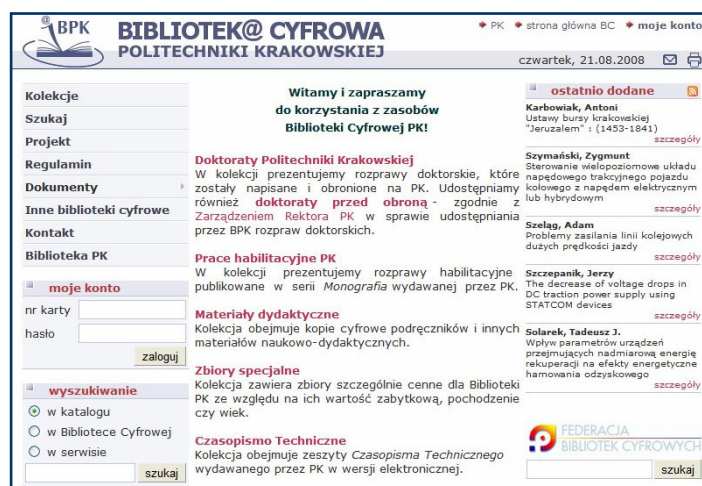 BPK
BIBLIOTEK@ CYFROWA
POLITECHNIKI KRAKOWSKIEJ
PK strona główna BC moje konto
czwartek, 21.08.2008
Kolekcje
Szukaj
Projekt
Regulamin
Dokumenty
Inne biblioteki cyfrowe
Kontakt
Biblioteka PK
moje konto
nr karty
hasło
zaloguj
wyszukiwanie
w katalogu
w Bibliotece Cyfrowej
w serwisie
szukaj
Witamy i zapraszamy
do korzystania z zasobów
Biblioteki Cyfrowej PK!
Doktoraty Politechniki Krakowskiej
W kolekcji prezentujemy rozprawy doktorskie, które
zostały napisane i obronione na PK. Udostępniamy
również doktoraty przed obroną - zgodnie z
Zarządzeniem Rektora PK w sprawie udostępniania
przez BPK rozpraw doktorskich.
Prace habilitacyjne PK
W kolekcji prezentujemy rozprawy habilitacyjne
publikowane w serii Monografia wydawanej przez PK.
Materiały dydaktyczne
Kolekcja obejmuje kopie cyfrowe podręczników i innych
materiałów naukowo-dydaktycznych.
Zbiory specjalne
Kolekcja zawiera zbiory szczególnie cenne dla Biblioteki
PK ze względu na ich wartość zabytkową, pochodzenie
czy wiek.
Czasopismo Techniczne
Kolekcja obejmuje zeszyty Czasopisma Technicznego
wydawanego przez PK w wersji elektronicznej.
ostatnio dodane
Karbowiak, Antoni
Ustawy bursy krakowskiej
"Jeruzalem" : (1453-1841)
szczegóły
Szymański, Zygmunt
Sterowanie wielopoziomowe układu
napędowego trakcyjnego pojazdu
kołowego z napędem elektrycznym
lub hybrydowym
szczegóły
Szeląg, Adam
Problemy zasilania linii kolejowych
dużych prędkości jazdy
szczegóły
Szczepanik, Jerzy
The decrease of voltage drops in
DC traction power supply using
STATCOM devices
szczegóły
Solarek, Tadeusz J.
Wpływ parametrów urządzeń
przejmujących nadmiarową energię
rekuperacji na efekty energetyczne
hamowania odzyskowego
szczegóły
FEDERACJA
BIBLIOTEK CYFROWYCH
szukaj